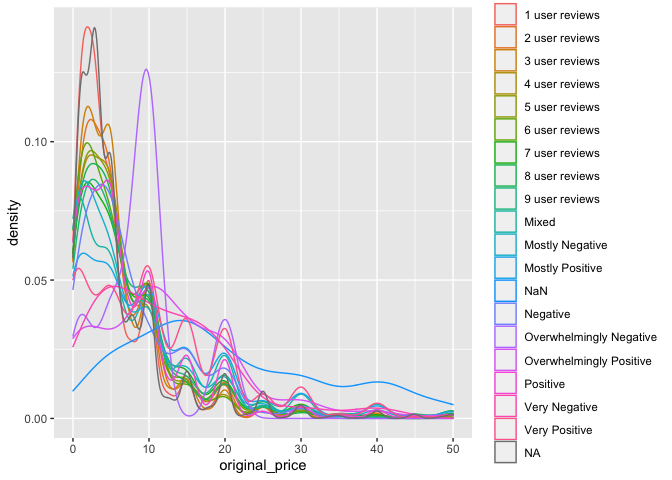 density
0.10
0.05
0.00
0
10
20
30
40
50
original_price
1 user reviews
2 user reviews
3 user reviews
4 user reviews
5 user reviews
6 user reviews
7 user reviews
8 user reviews
9 user reviews
Mixed
Mostly Negative
Mostly Positive
NaN
Negative
Overwhelmingly Negative
Overwhelmingly Positive
Positive
Very Negative
Very Positive
NA